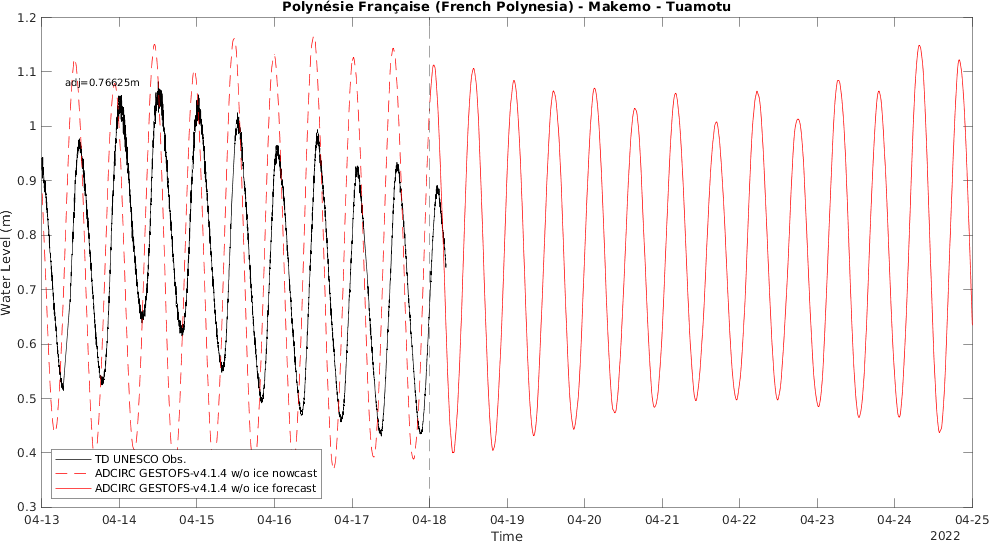 Polynésie Française (French Polynesia) - Makemo - Tuamotu
1.2
1.1
1
0.9
0.8
0.7
0.6
0.5
0.4
0.3
Water Level (m)
adj=0.76625m
TD UNESCO Obs.
ADCIRC GESTOFS-v4.1.4 w/o ice nowcast
ADCIRC GESTOFS-v4.1.4 w/o ice forecast
04-13 04-14 04-15 04-16 04-17 04-18 04-19 04-20 04-21 04-22 04-23 04-24 04-25
Time
2022